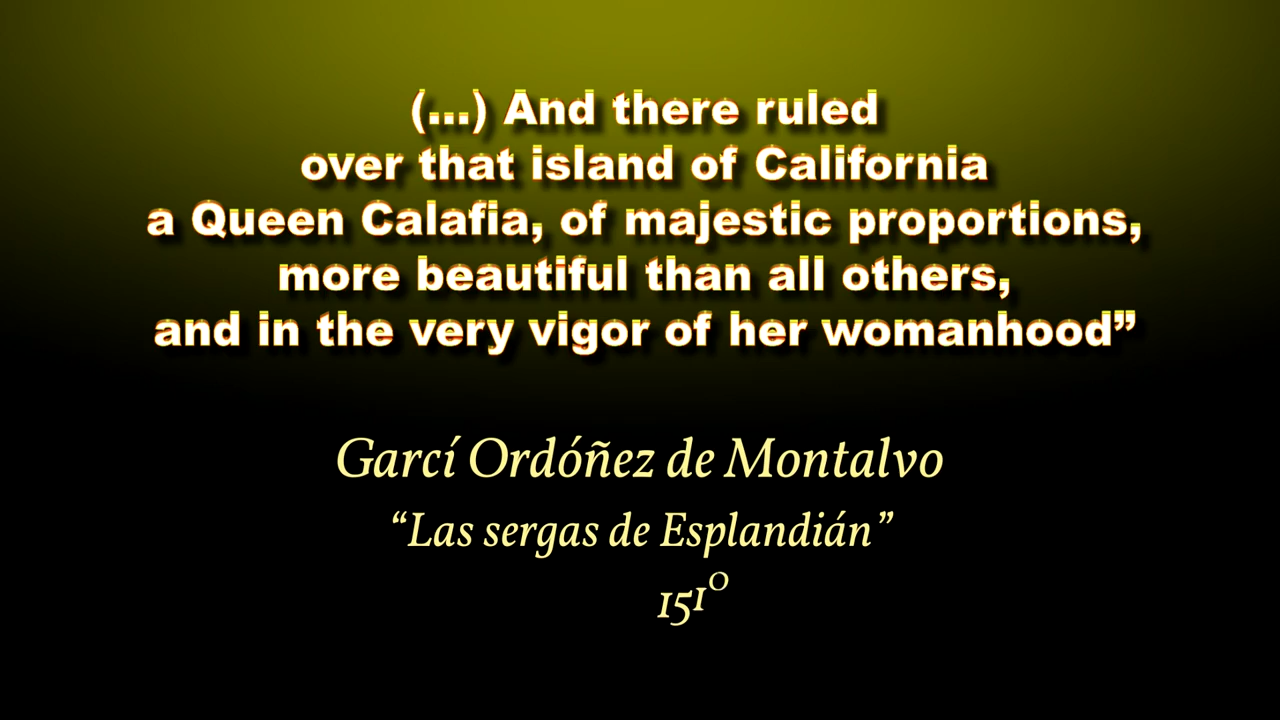 (...) And there ruled
over that island of California
a Queen Calafia, of majestic proportions,
more beautiful than all others,
and in the very vigor of her womanhood”
Garcí Ordóñez de Montalvo
“Las sergas de Esplandián”
1510